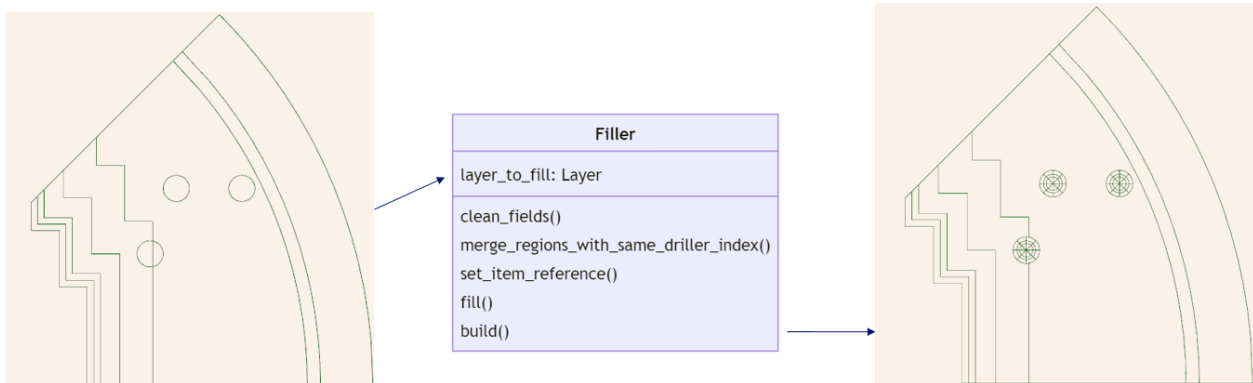 Filler
layer_to_fill: Layer
clean_fields()
merge_regions_with_same_driller_index()
set_item_reference()
fill()
build()